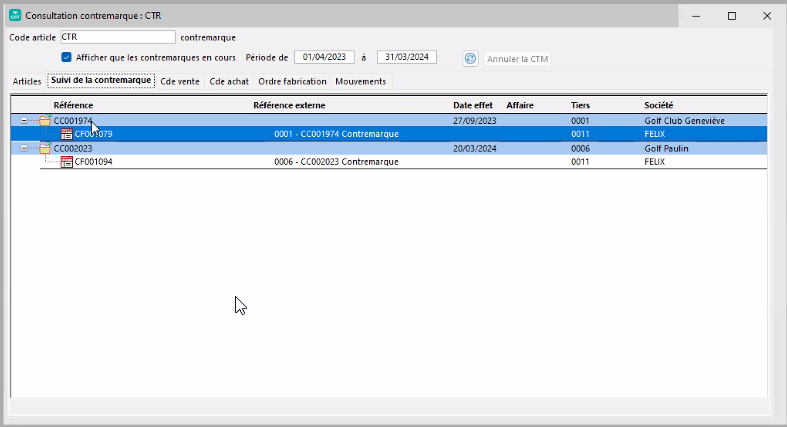 Consultation contremarque : CTR
Code article CTR contremarque
Afficher que les contremarques en cours Période de 01/04/2023 à 31/03/2024 Annuler la CTM
Articles Suivi de la contremarque Cde vente Cde achat Ordre fabrication Mouvements
Référence Référence externe Date effet Affaire Tiers Société
CC001974 27/09/2023 0001 Golf Club Geneviève
CF001079 0001 - CC001974 Contremarque 0011 FELIX
CC002023 20/03/2024 0006 Golf Paulin
CF001094 0006 - CC002023 Contremarque 0011 FELIX